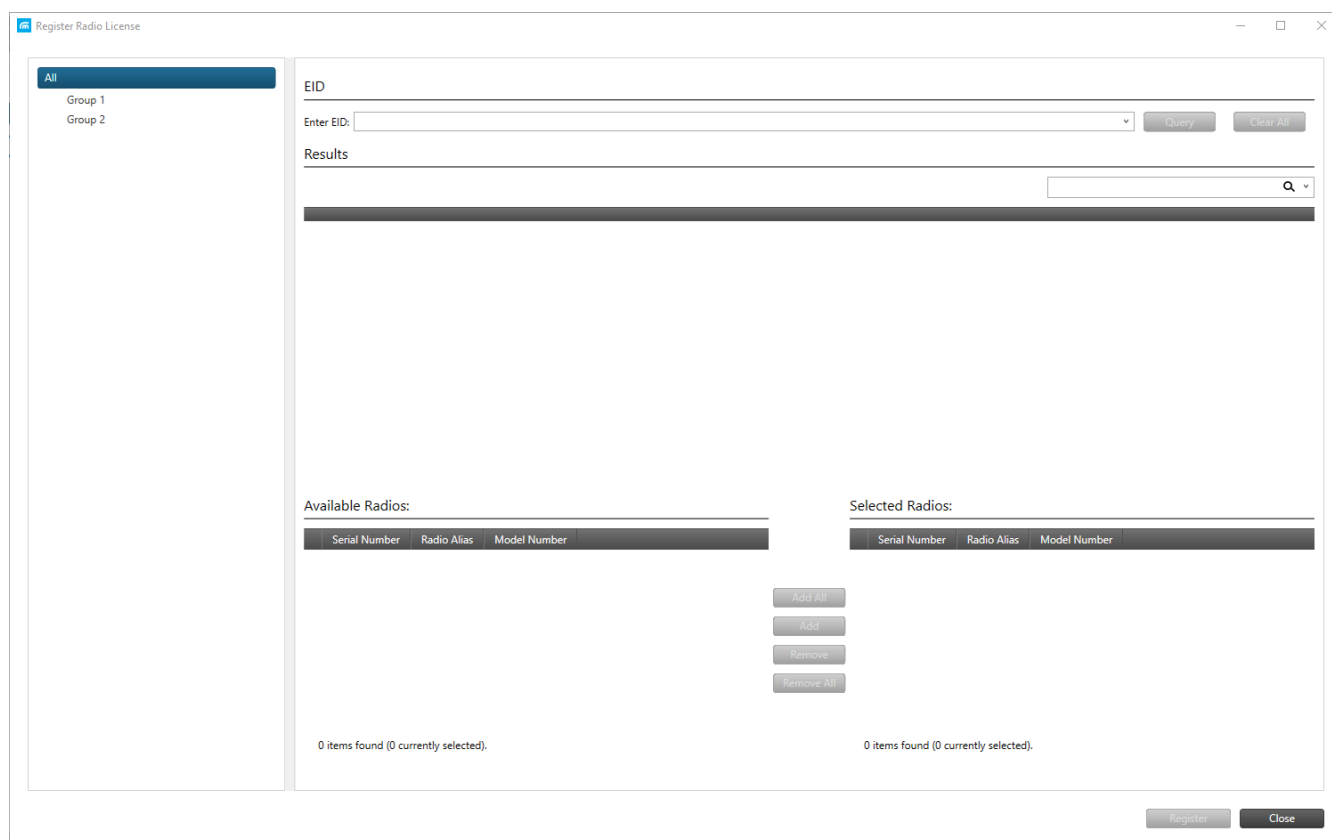 Register Radio License
All
Group 1
Group 2
EID
Enter EID:
Query
Clear All
Results
Available Radios:
Serial Number Radio Alias Model Number
Add All
Add
Remove
Remove All
0 items found (0 currently selected).
Selected Radios:
Serial Number Radio Alias Model Number
0 items found (0 currently selected).
Register
Close